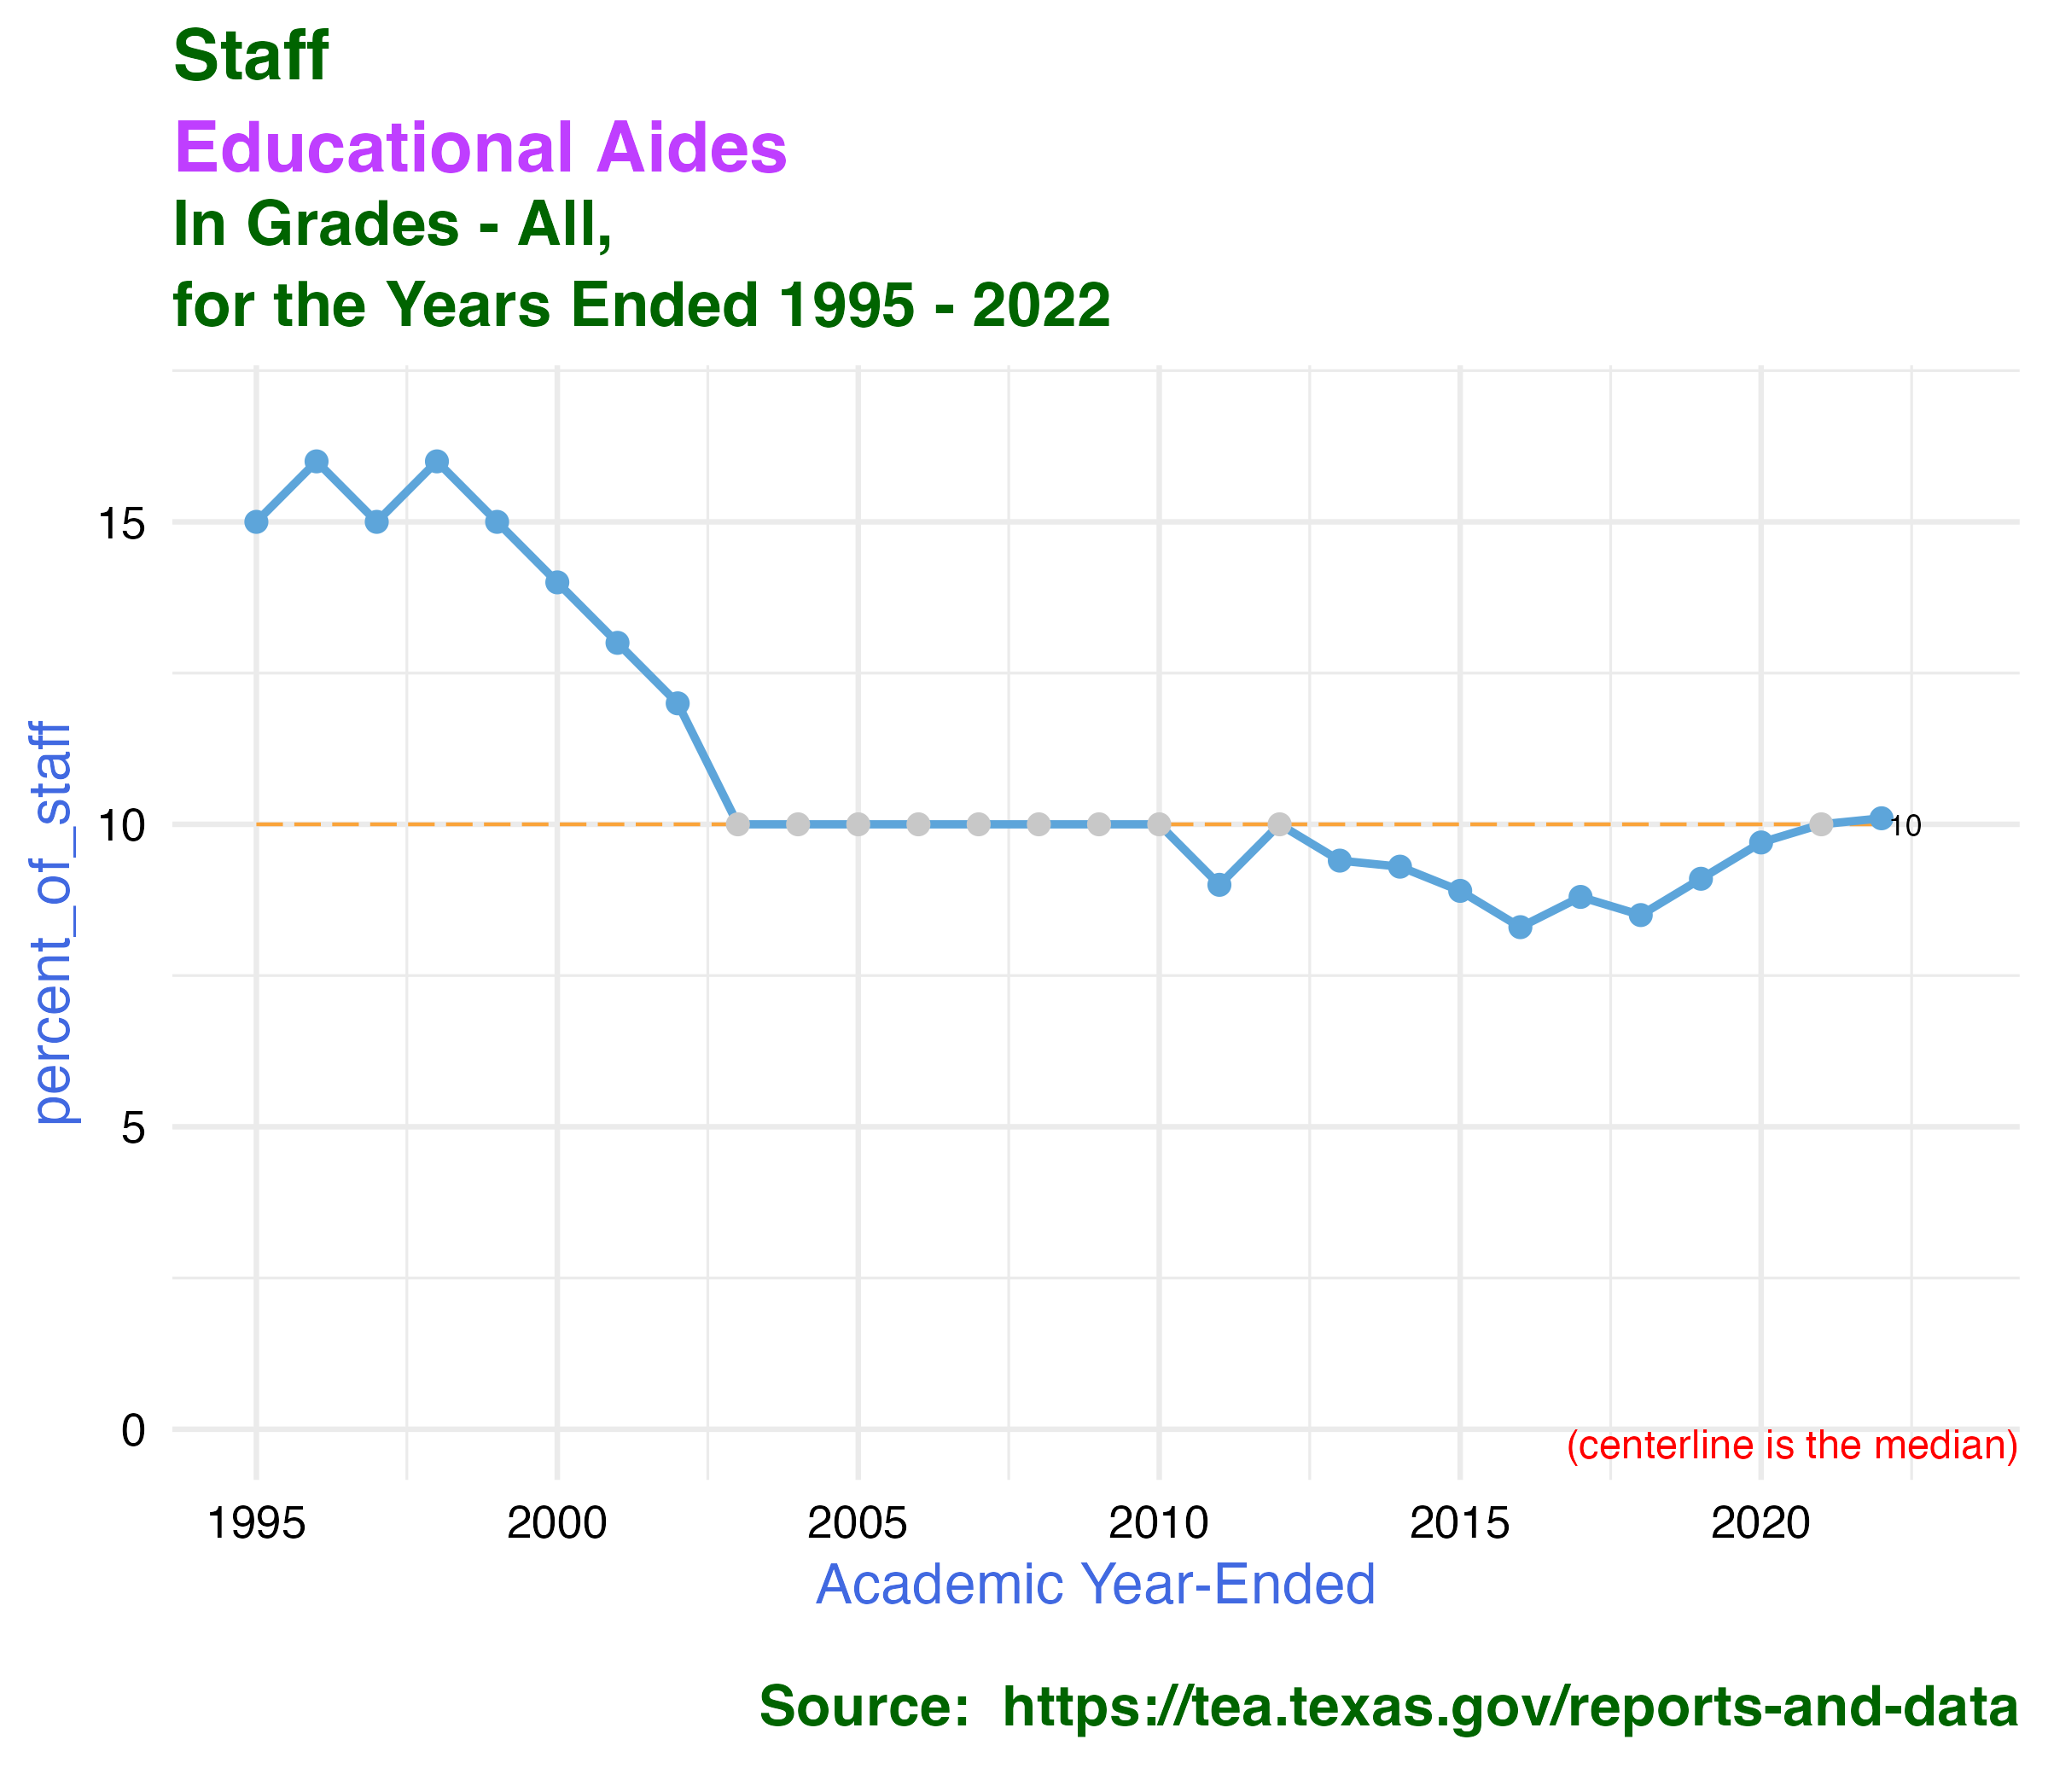 Staff
Educational Aides
In Grades - All,
for the Years Ended 1995 - 2022
percent_of_staff
15
10
5
0
10
(centerline is the median)
1995 2000 2005 2010 2015 2020
Academic Year-Ended
Source:  https://tea.texas.gov/reports-and-data